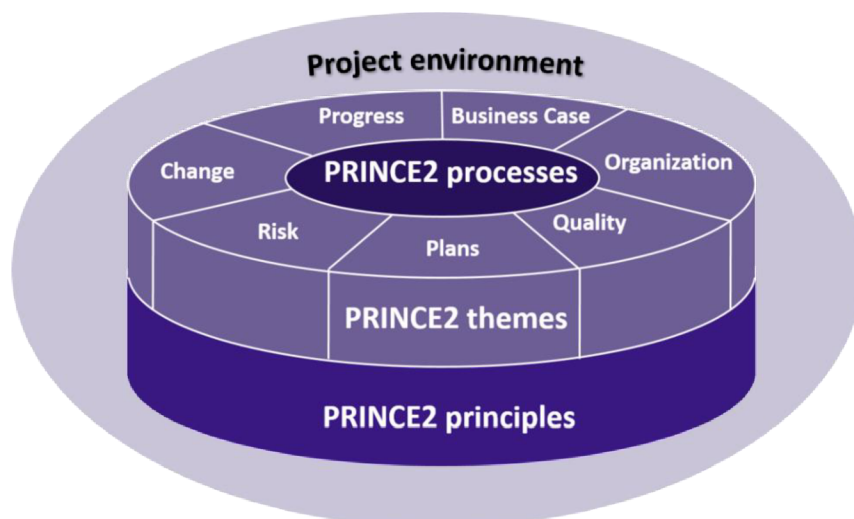 Project environment
Progress
Business Case
Change
PRINCE2 processes
Organization
Risk
Plans
Quality
PRINCE2 themes
PRINCE2 principles